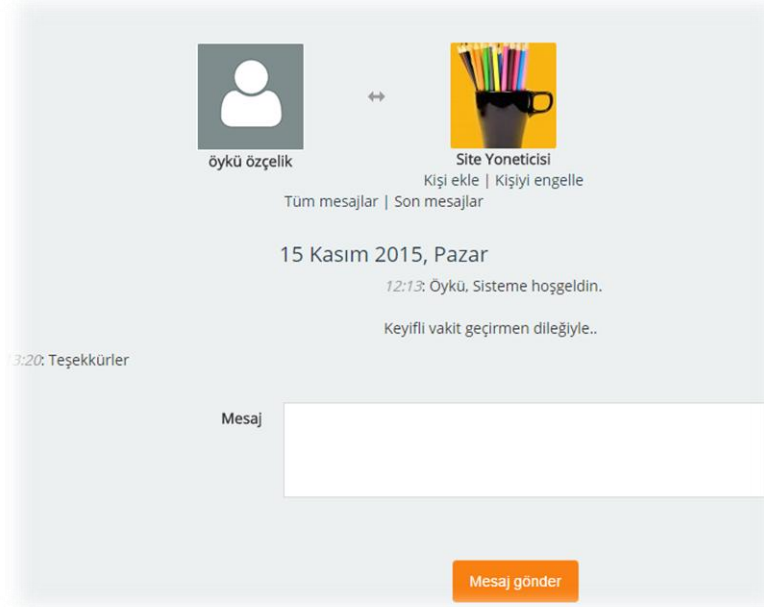 öykü özçelik
Site Yoneticisi
Kişi ekle | Kişiyi engelle
Tüm mesajlar | Son mesajlar
15 Kasım 2015, Pazar
12:13: Öykü, Sisteme hoşgeldin.
Keyifli vakit geçirmen dileğiyle..
13:20: Teşekkürler
Mesaj
Mesaj gönder